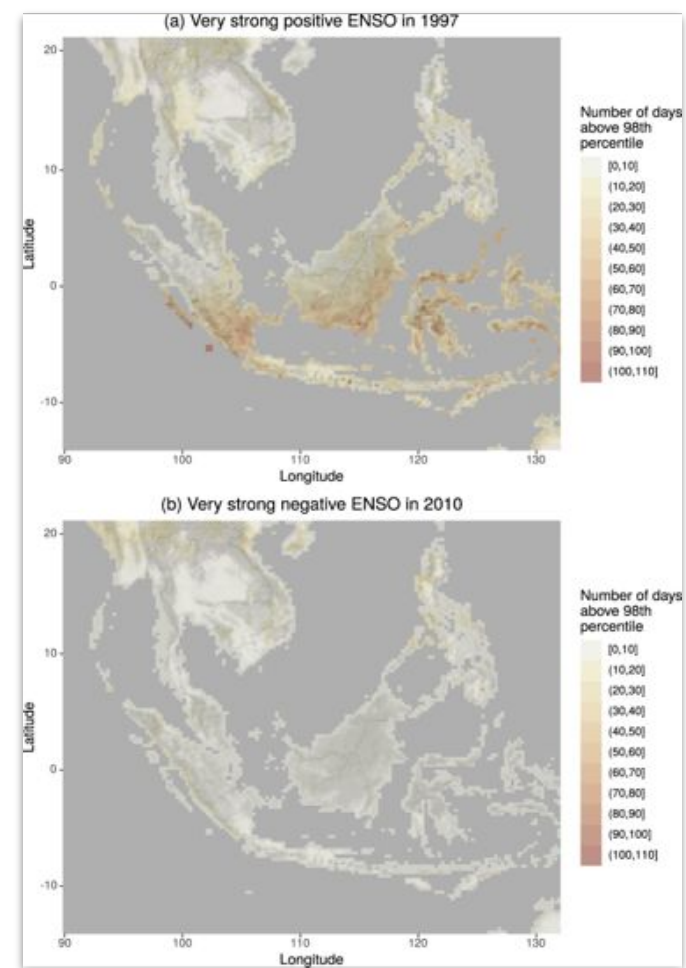 (a) Very strong positive ENSO in 1997
20
10
0
-10
90 100 110 120 130
Latitude
Longitude
Number of days
above 98th
percentile
[0,10]
(10,20]
(20,30]
(30,40]
(40,50]
(50,60]
(60,70]
(70,80]
(80,90]
(90,100]
(100,110]
(b) Very strong negative ENSO in 2010
20
10
0
-10
90 100 110 120 130
Latitude
Longitude
Number of days
above 98th
percentile
[0,10]
(10,20]
(20,30]
(30,40]
(40,50]
(50,60]
(60,70]
(70,80]
(80,90]
(90,100]
(100,110]